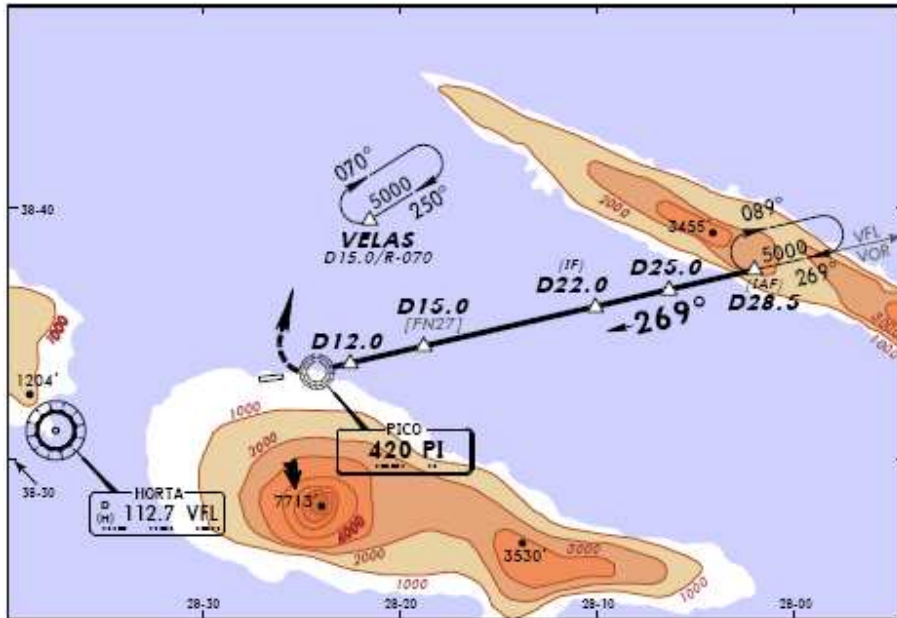 38-40
070°
5000
250°
VELAS
D15.0/R-070
2000
3455'
089°
VFL
VOR
5000
269°
(IAF)
D28.5
D25.0
(IF)
D22.0
269°
D15.0
[FN27]
D12.0
3000
1000
1000
1204'
38-30
HORTA
D
(H) 112.7 VFL
PICO
420 PI
1000
2000
7713'
6000
2000
1000
3530'
3000
1000
28-30
28-20
28-10
28-00